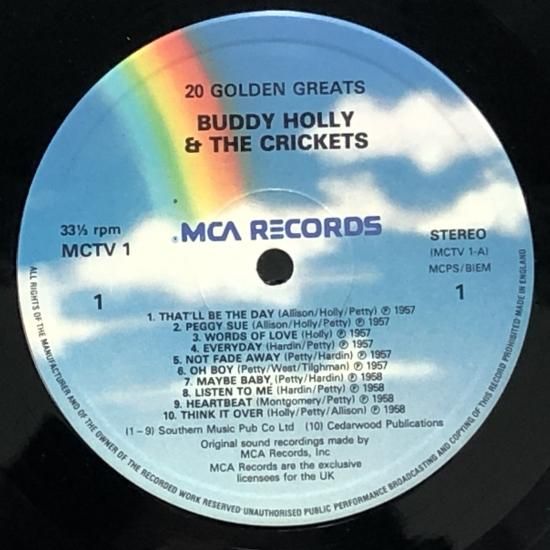 20 GOLDEN GREATS
BUDDY HOLLY
& THE CRICKETS
33⅓ rpm
MCTV 1
MCA RECORDS
STEREO
(MCTV 1-A)
MCPS/BIEM
1
1
1. THAT'LL BE THE DAY (Allison/Holly/Petty) ℗ 1957
2. PEGGY SUE (Allison/Holly/Petty) ℗ 1957
3. WORDS OF LOVE (Holly) ℗ 1957
4. EVERYDAY (Hardin/Petty) ℗ 1957
5. NOT FADE AWAY (Petty/Hardin) ℗ 1957
6. OH BOY (Petty/West/Tilghman) ℗ 1957
7. MAYBE BABY, (Petty/Hardin) ℗ 1958
8. LISTEN TO ME (Hardin/Petty) ℗ 1958
9. HEARTBEAT (Montgomery/Petty) ℗ 1958
10. THINK IT OVER (Holly/Petty/Allison) ℗ 1958
(1-9) Southern Music Pub Co Ltd (10) Cedarwood Publications
Original sound recordings made by
MCA Records, Inc
MCA Records are the exclusive
licensees for the UK
ALL RIGHTS OF THE MANUFACTURER AND OF THE OWNER OF THE RECORDED WORK RESERVED UNAUTHORISED PUBLIC PERFORMANCE BROADCASTING AND COPYING OF THIS RECORD PROHIBITED MADE IN ENGLAND